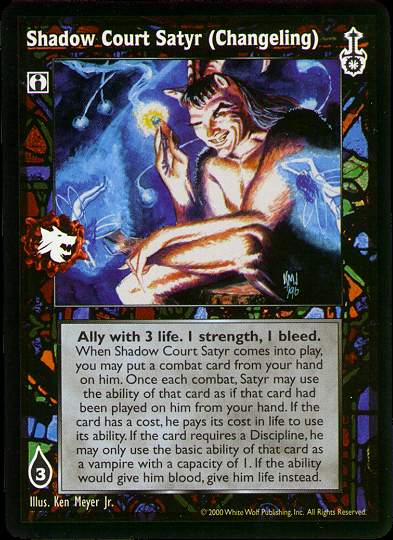 Shadow Court Satyr (Changeling)
KMJ
/96
Ally with 3 life. 1 strength, 1 bleed.
When Shadow Court Satyr comes into play,
you may put a combat card from your hand
on him. Once each combat, Satyr may use
the ability of that card as if that card had
been played on him from your hand. If the
card has a cost, he pays its cost in life to use
its ability. If the card requires a Discipline, he
may only use the basic ability of that card as
a vampire with a capacity of 1. If the ability
would give him blood, give him life instead.
3
Illus. Ken Meyer Jr.
© 2000 White Wolf Publishing, Inc. All Rights Reserved.